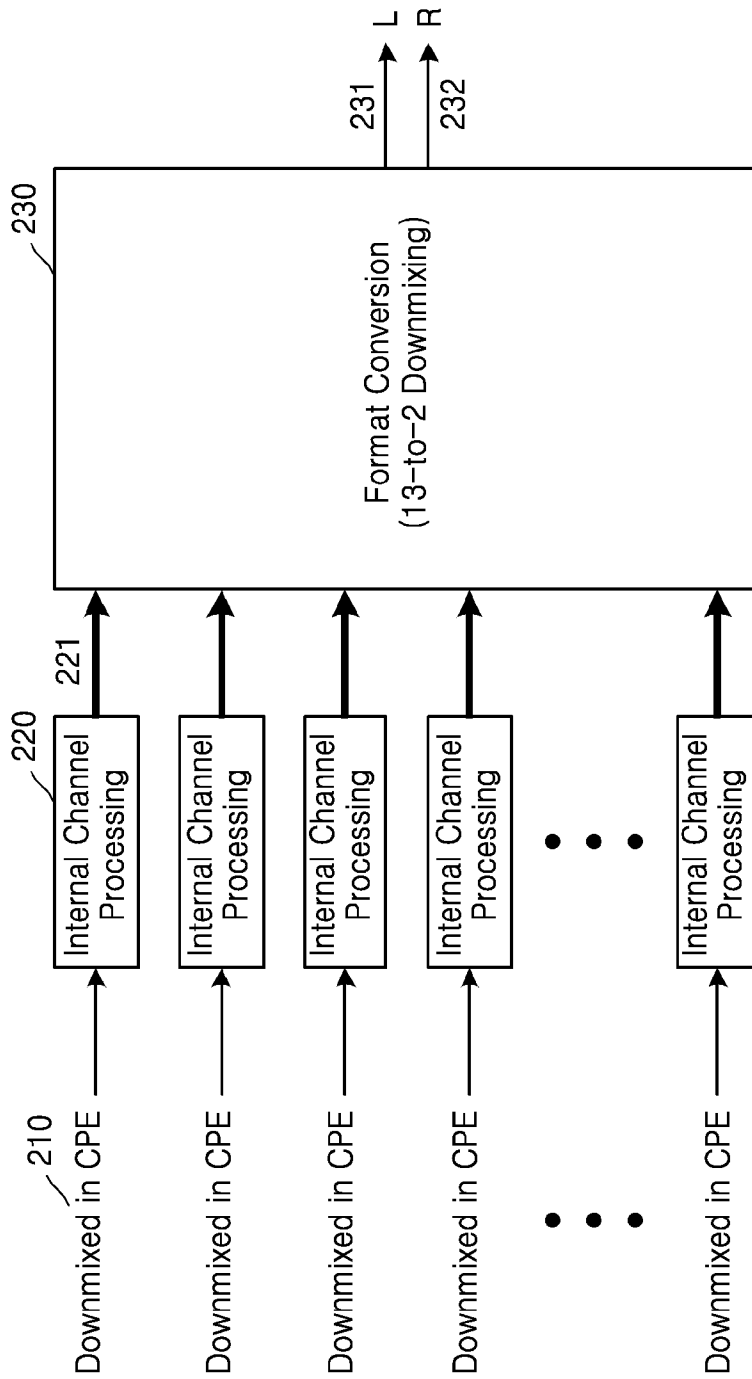 210
Downmixed in CPE
Downmixed in CPE
Downmixed in CPE
Downmixed in CPE
Downmixed in CPE
220
Internal Channel
Processing
Internal Channel
Processing
Internal Channel
Processing
Internal Channel
Processing
Internal Channel
Processing
221
230
Format Conversion
(13-to-2 Downmixing)
231
L
232
R